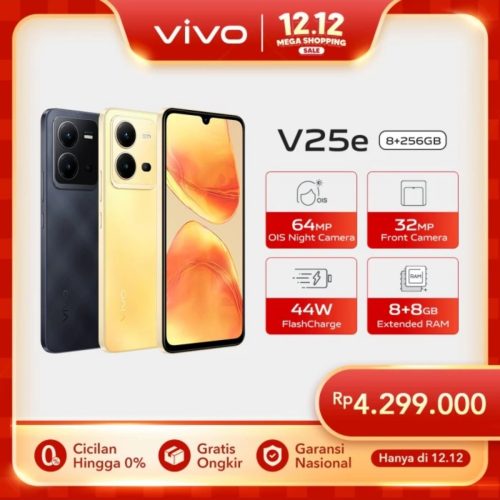 vivo
12.12
MEGA SHOPPING
SALE
V25e
8+256GB
OIS
64MP
OIS Night Camera
32MP
Front Camera
44W
FlashCharge
RAM
8+8GB
Extended RAM
vivo
Rp4.299.000
0%
Cicilan
Hingga 0%
Gratis
Ongkir
Garansi
Nasional
Hanya di 12.12